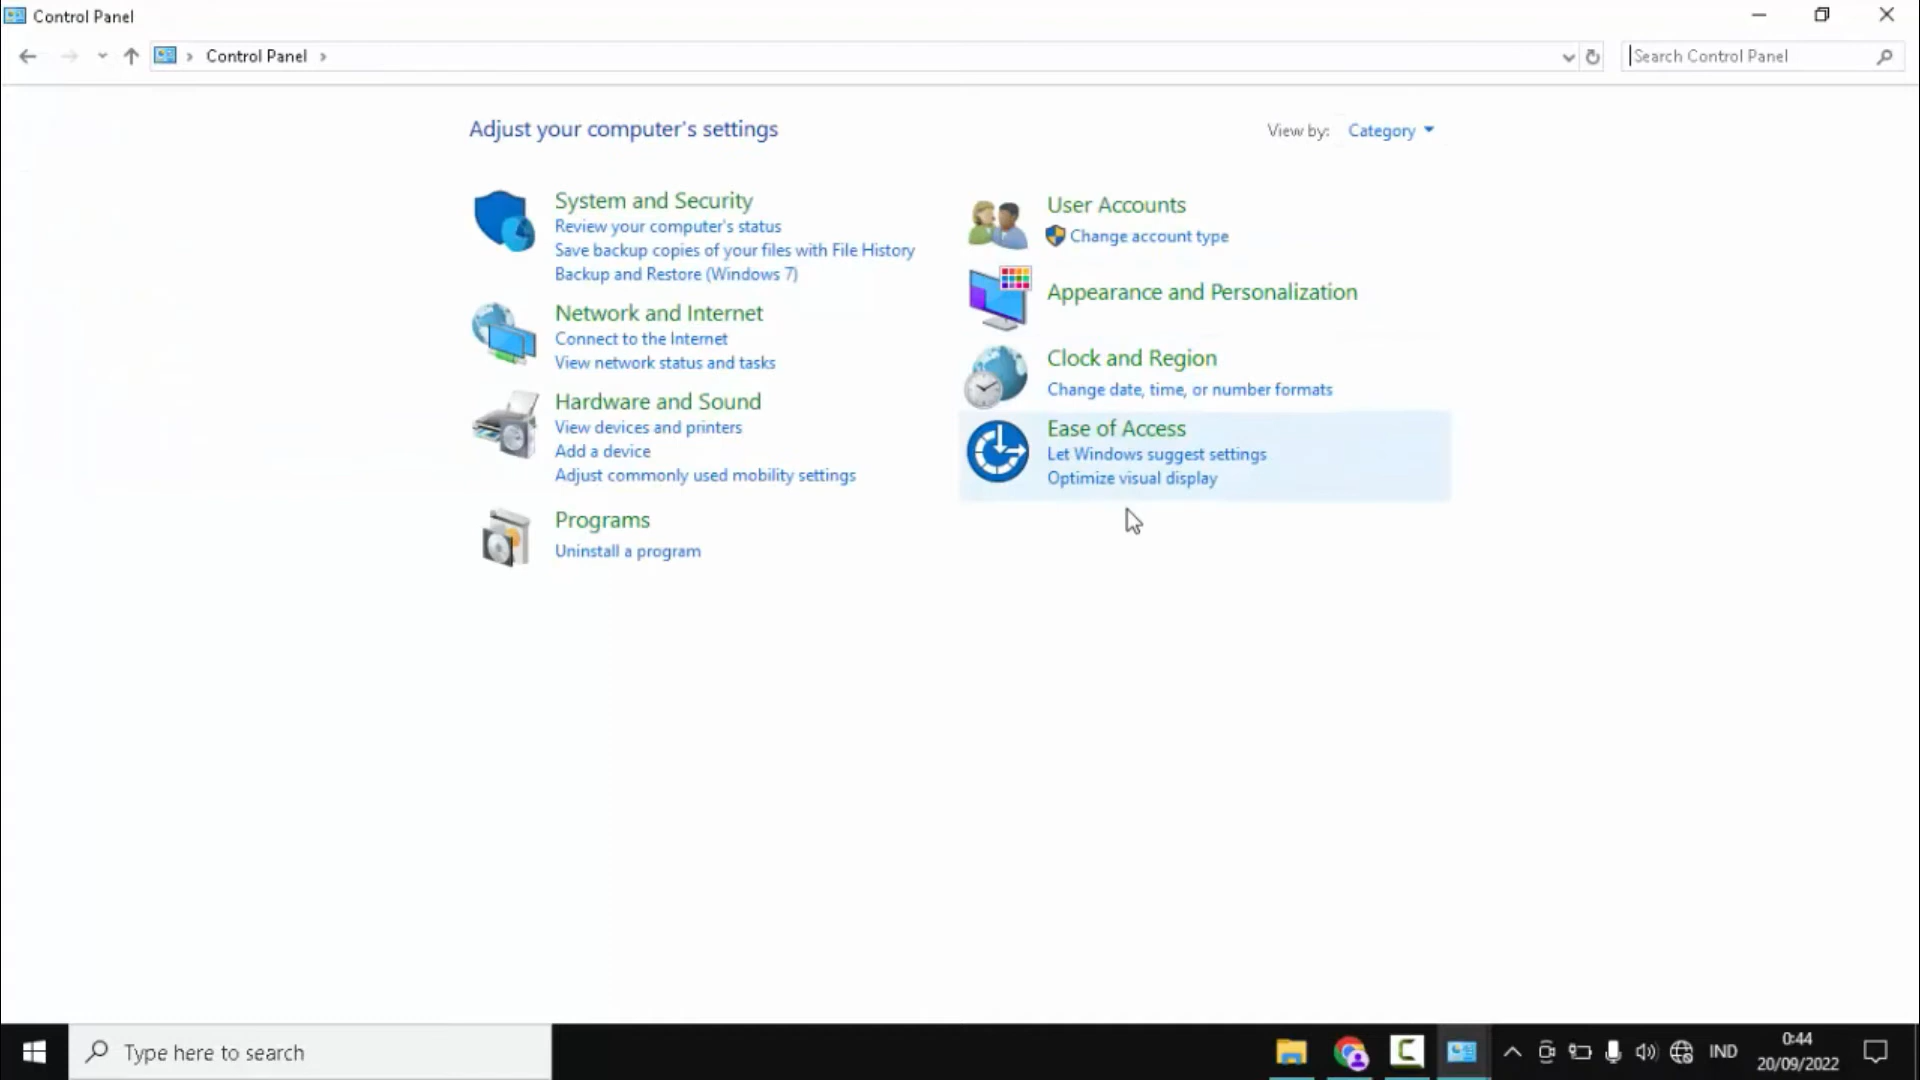 Control Panel
Control Panel
Search Control Panel
Adjust your computer's settings
View by: Category
System and Security
Review your computer's status
Save backup copies of your files with File History
Backup and Restore (Windows 7)
Network and Internet
Connect to the Internet
View network status and tasks
Hardware and Sound
View devices and printers
Add a device
Adjust commonly used mobility settings
Programs
Uninstall a program
User Accounts
Change account type
Appearance and Personalization
Clock and Region
Change date, time, or number formats
Ease of Access
Let Windows suggest settings
Optimize visual display
Type here to search
IND
0:44
20/09/2022